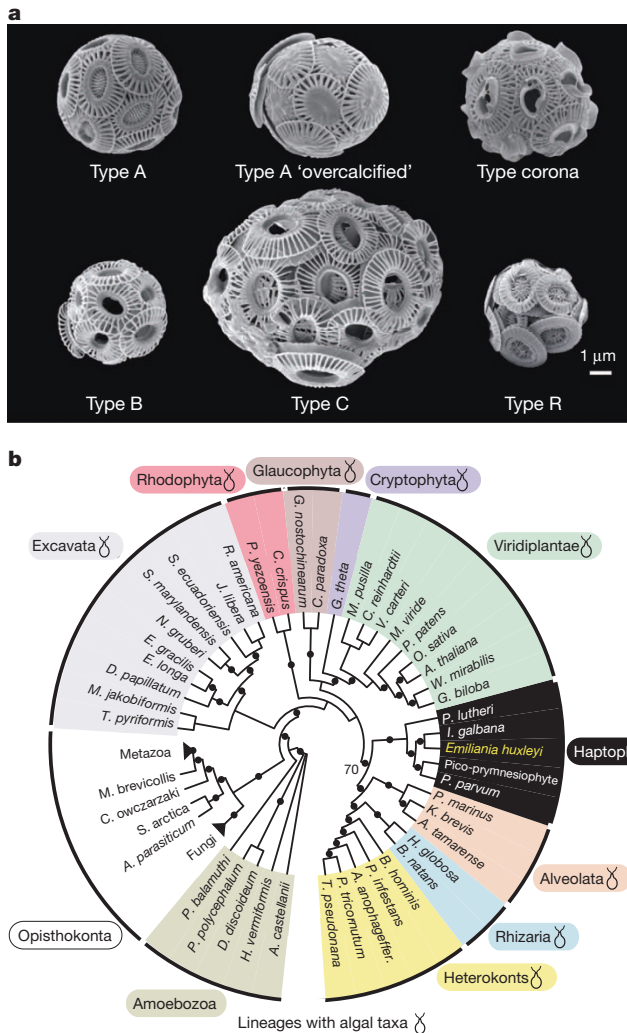 a
Type A
Type A ‘overcalcified’
Type corona
Type B
Type C
Type R
1 μm
b
Rhodophyta
Glaucophyta
Cryptophyta
Excavata
Viridiplantae
T. pyriformis
M. jakobiformis
D. papillatum
E. longa
E. gracilis
N. gruberi
S. marylandensis
S. ecuadoriensis
J. libera
R. americana
P. yezoensis
C. crispus
G. nostochinearum
C. paradoxa
G. theta
M. pusilla
C. reinhardtii
V. carteri
M. viride
P. patens
O. sativa
A. thaliana
W. mirabilis
G. biloba
P. lutheri
I. galbana
Emiliania huxleyi
Pico-prymnesiophyte
P. parvum
Haptopl
P. marinus
K. brevis
A. tamarense
Alveolata
H. globosa
B. natans
Rhizaria
B. hominis
P. infestans
A. anophageffer.
P. tricornutum
T. pseudonana
Heterokonts
70
Metazoa
M. brevicollis
C. owczarzaki
S. arctica
A. parasiticum
Fungi
Opisthokonta
P. balamuthi
P. polycephalum
D. discoideum
H. vermiformis
A. castellanii
Amoebozoa
Lineages with algal taxa